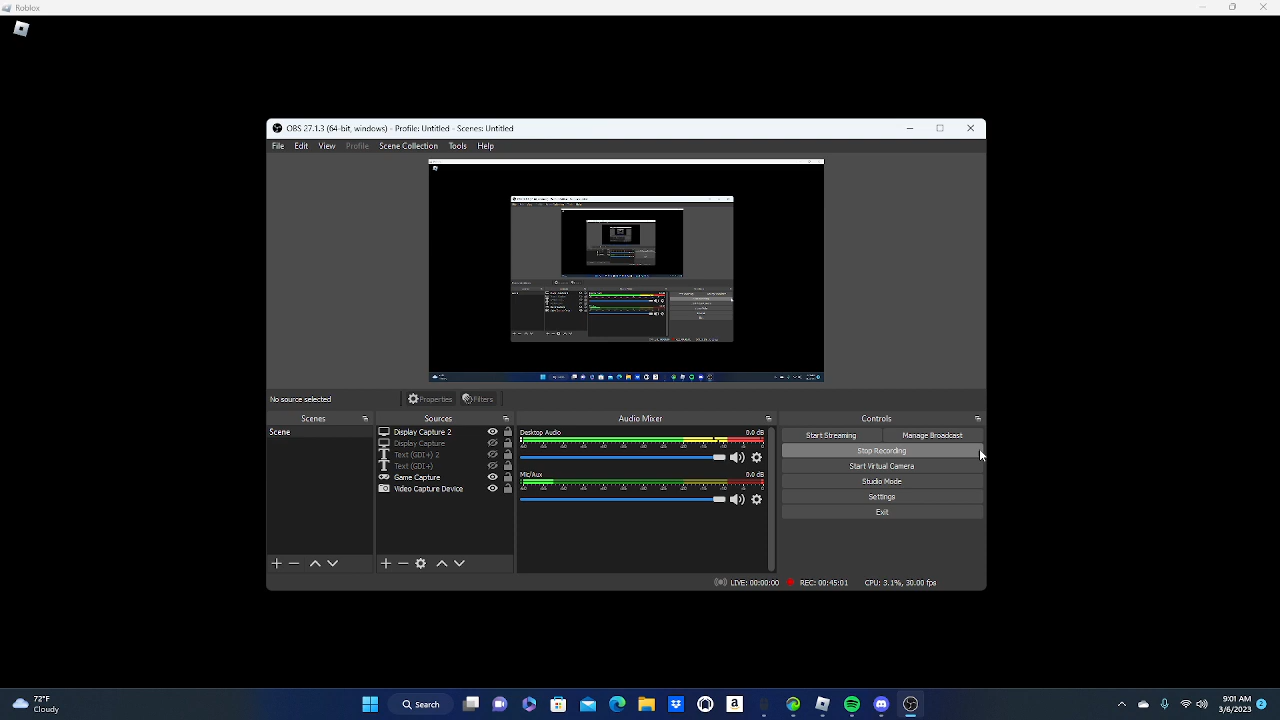 Roblox
OBS 27.1.3 (64-bit, windows) - Profile: Untitled - Scenes: Untitled
File Edit View Profile Scene Collection Tools Help
No source selected
Properties
Filters
Scenes
Scene
Sources
Display Capture 2
Display Capture
Text (GDI+) 2
Text (GDI+)
Game Capture
Video Capture Device
Audio Mixer
Desktop Audio 0.0 dB
Mic/Aux 0.0 dB
Controls
Start Streaming Manage Broadcast
Stop Recording
Start Virtual Camera
Studio Mode
Settings
Exit
LIVE: 00:00:00 REC: 00:45:01 CPU: 3.1%, 30.00 fps
72°F
Cloudy
Search
9:01 AM
3/6/2023
2